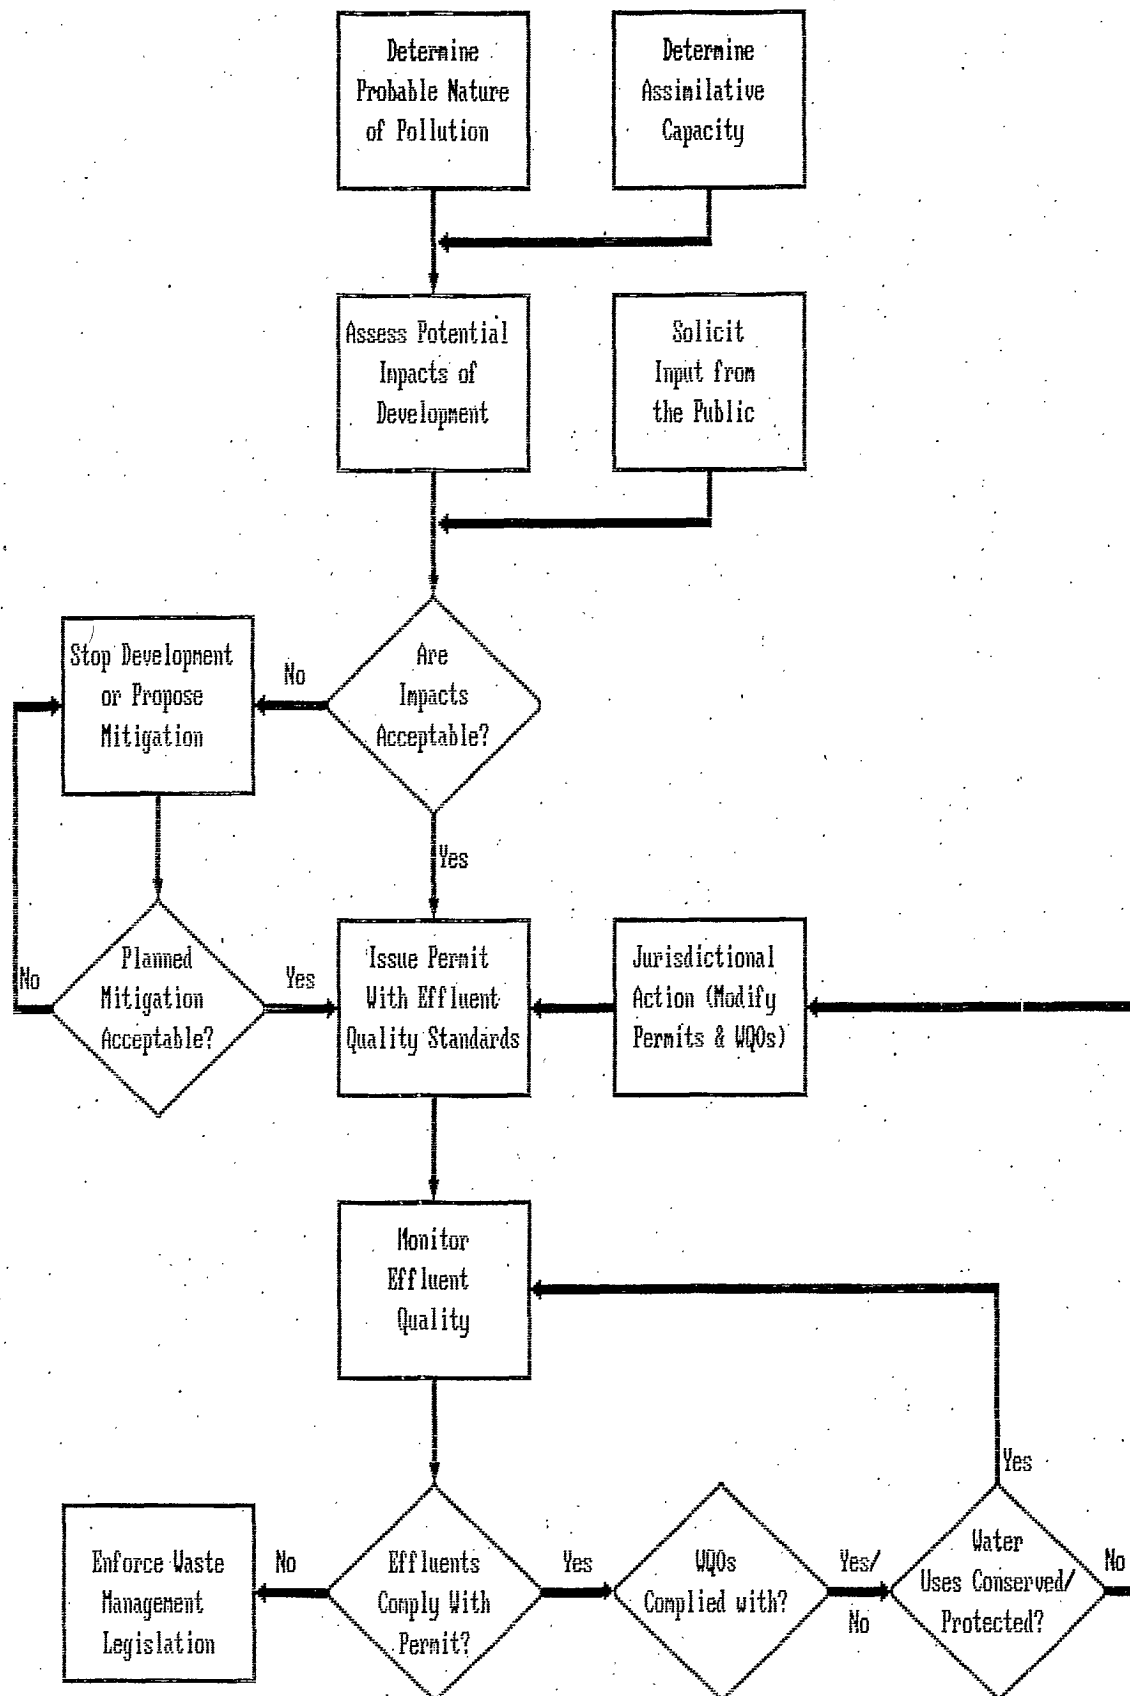 Determine
Probable Nature
of Pollution
Determine
Assimilative
Capacity
Assess Potential
Impacts of
Development
Solicit
Input from
the Public
Stop Development
or Propose
Mitigation
No
Are
Impacts
Acceptable?
Yes
No
Planned
Mitigation
Acceptable?
Yes
Issue Permit
With Effluent
Quality Standards
Jurisdictional
Action (Modify
Permits & WQOs)
Monitor
Effluent
Quality
Yes
Enforce Waste
Management
Legislation
No
Effluents
Comply With
Permit?
Yes
WQOs
Complied with?
Yes/
No
Water
Uses Conserved/
Protected?
No